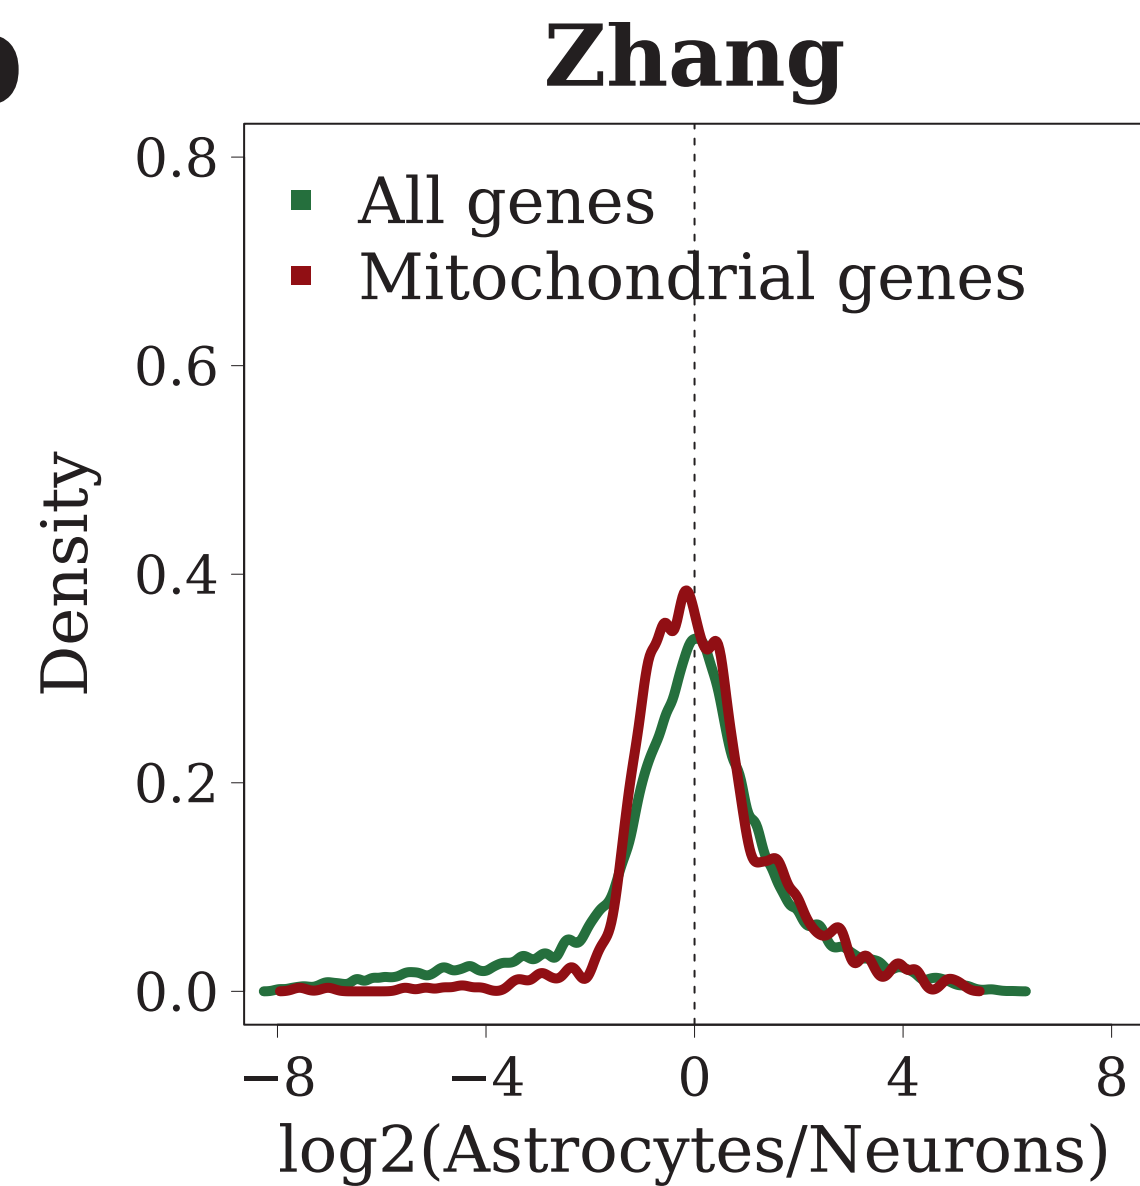 Zhang
0.8
All genes
Mitochondrial genes
0.6
Density
0.4
0.2
0.0
−8 −4 0 4 8
log2(Astrocytes/Neurons)